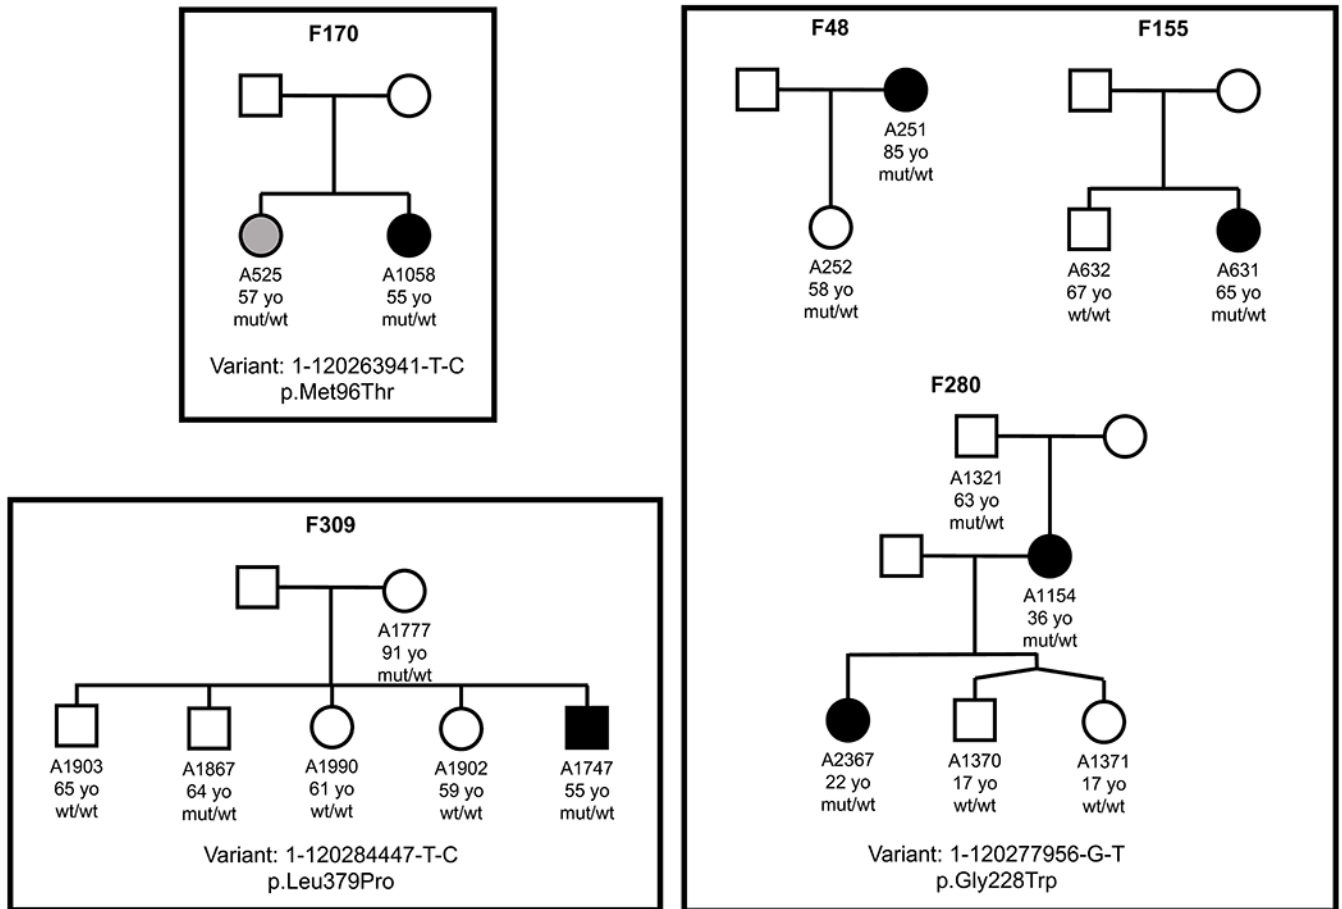 F170
A525
57 yo
mut/wt
A1058
55 yo
mut/wt
Variant: 1-120263941-T-C
p.Met96Thr
F48
A251
85 yo
mut/wt
A252
58 yo
mut/wt
F155
A632
67 yo
wt/wt
A631
65 yo
mut/wt
F280
A1321
63 yo
mut/wt
A1154
36 yo
mut/wt
A2367
22 yo
mut/wt
A1370
17 yo
wt/wt
A1371
17 yo
wt/wt
Variant: 1-120277956-G-T
p.Gly228Trp
F309
A1777
91 yo
mut/wt
A1903
65 yo
wt/wt
A1867
64 yo
mut/wt
A1990
61 yo
wt/wt
A1902
59 yo
wt/wt
A1747
55 yo
mut/wt
Variant: 1-120284447-T-C
p.Leu379Pro